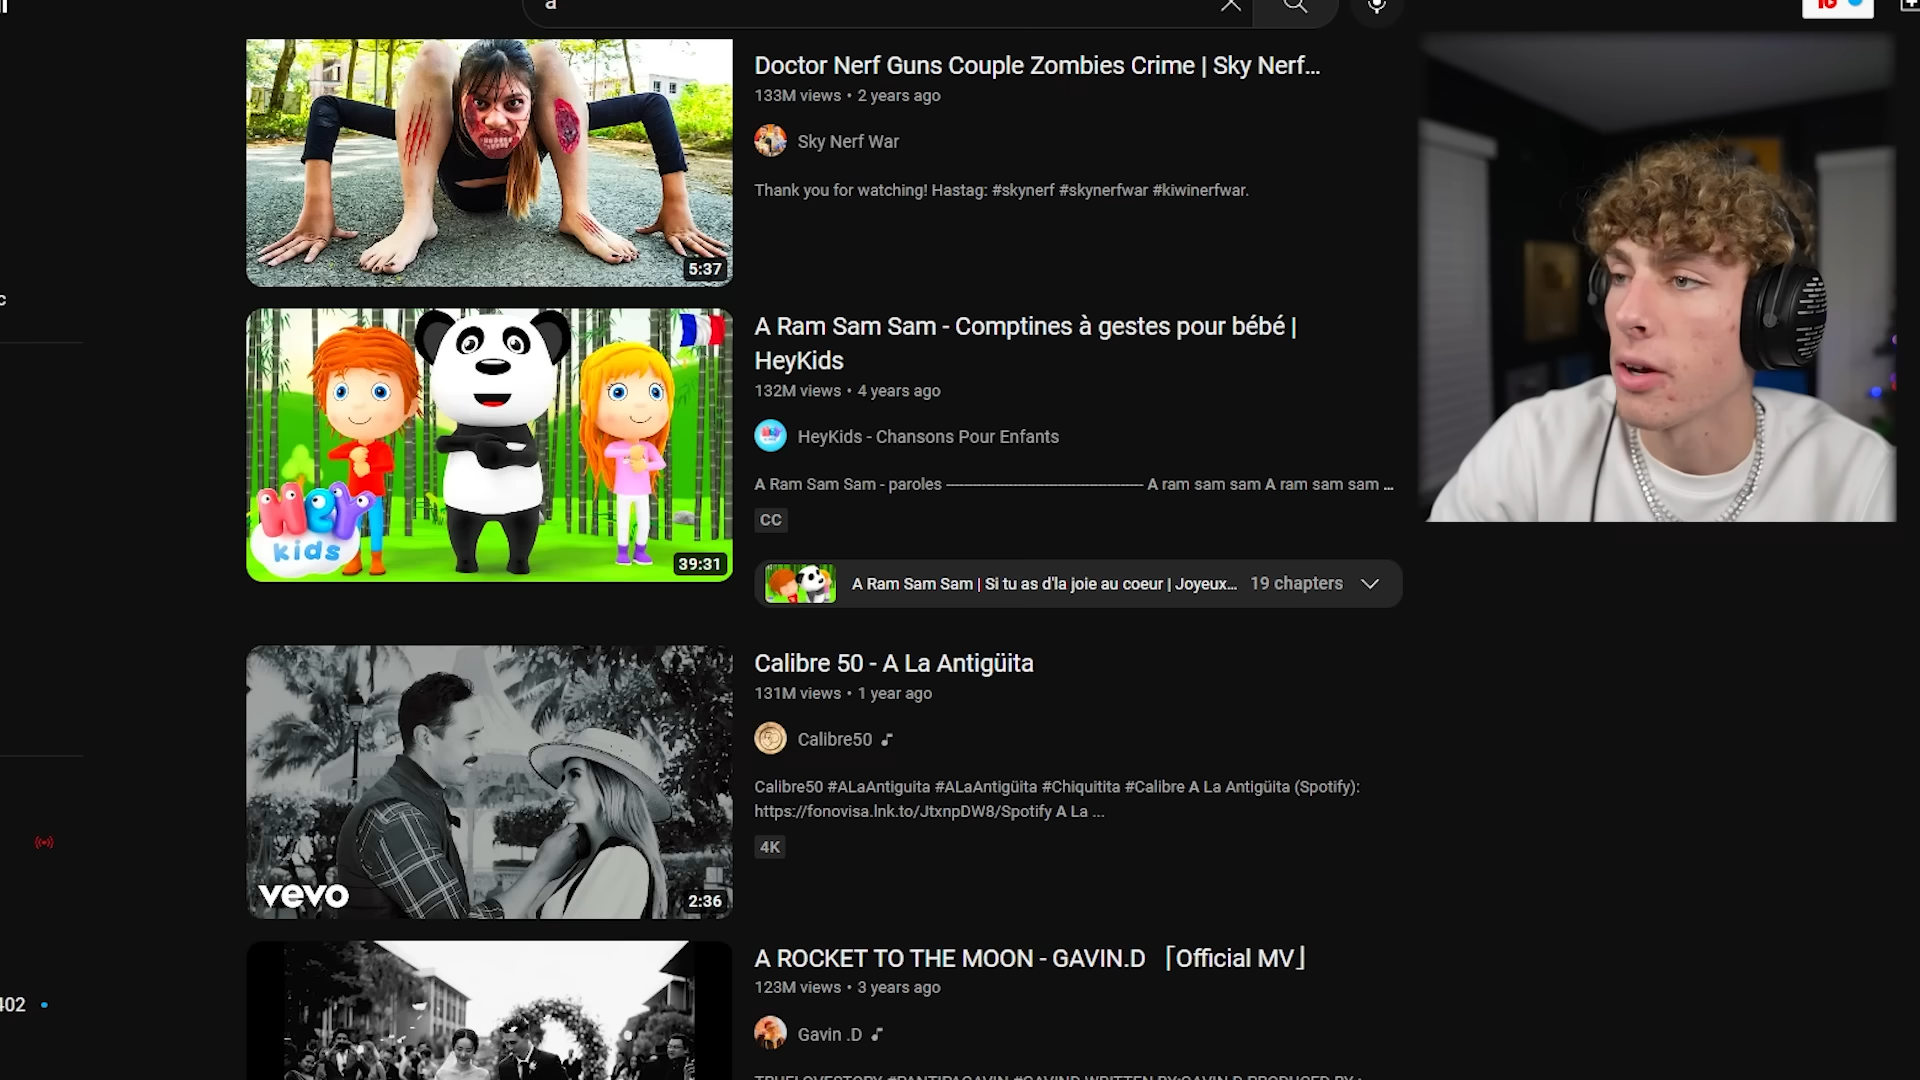 a
Doctor Nerf Guns Couple Zombies Crime | Sky Nerf...
133M views • 2 years ago
Sky Nerf War
Thank you for watching! Hastag: #skynerf #skynerfwar #kiwinerfwar.
5:37
A Ram Sam Sam - Comptines à gestes pour bébé |
HeyKids
132M views • 4 years ago
HeyKids - Chansons Pour Enfants
A Ram Sam Sam - paroles ---------------------------------------- A ram sam sam A ram sam sam ...
CC
Hey
kids
39:31
A Ram Sam Sam | Si tu as d'la joie au coeur | Joyeux... 19 chapters
Calibre 50 - A La Antigüita
131M views • 1 year ago
Calibre50
Calibre50 #ALaAntiguita #ALaAntigüita #Chiquitita #Calibre A La Antigüita (Spotify):
https://fonovisa.lnk.to/JtxnpDW8/Spotify A La ...
4K
vevo
2:36
A ROCKET TO THE MOON - GAVIN.D「Official MV」
123M views • 3 years ago
Gavin .D
402